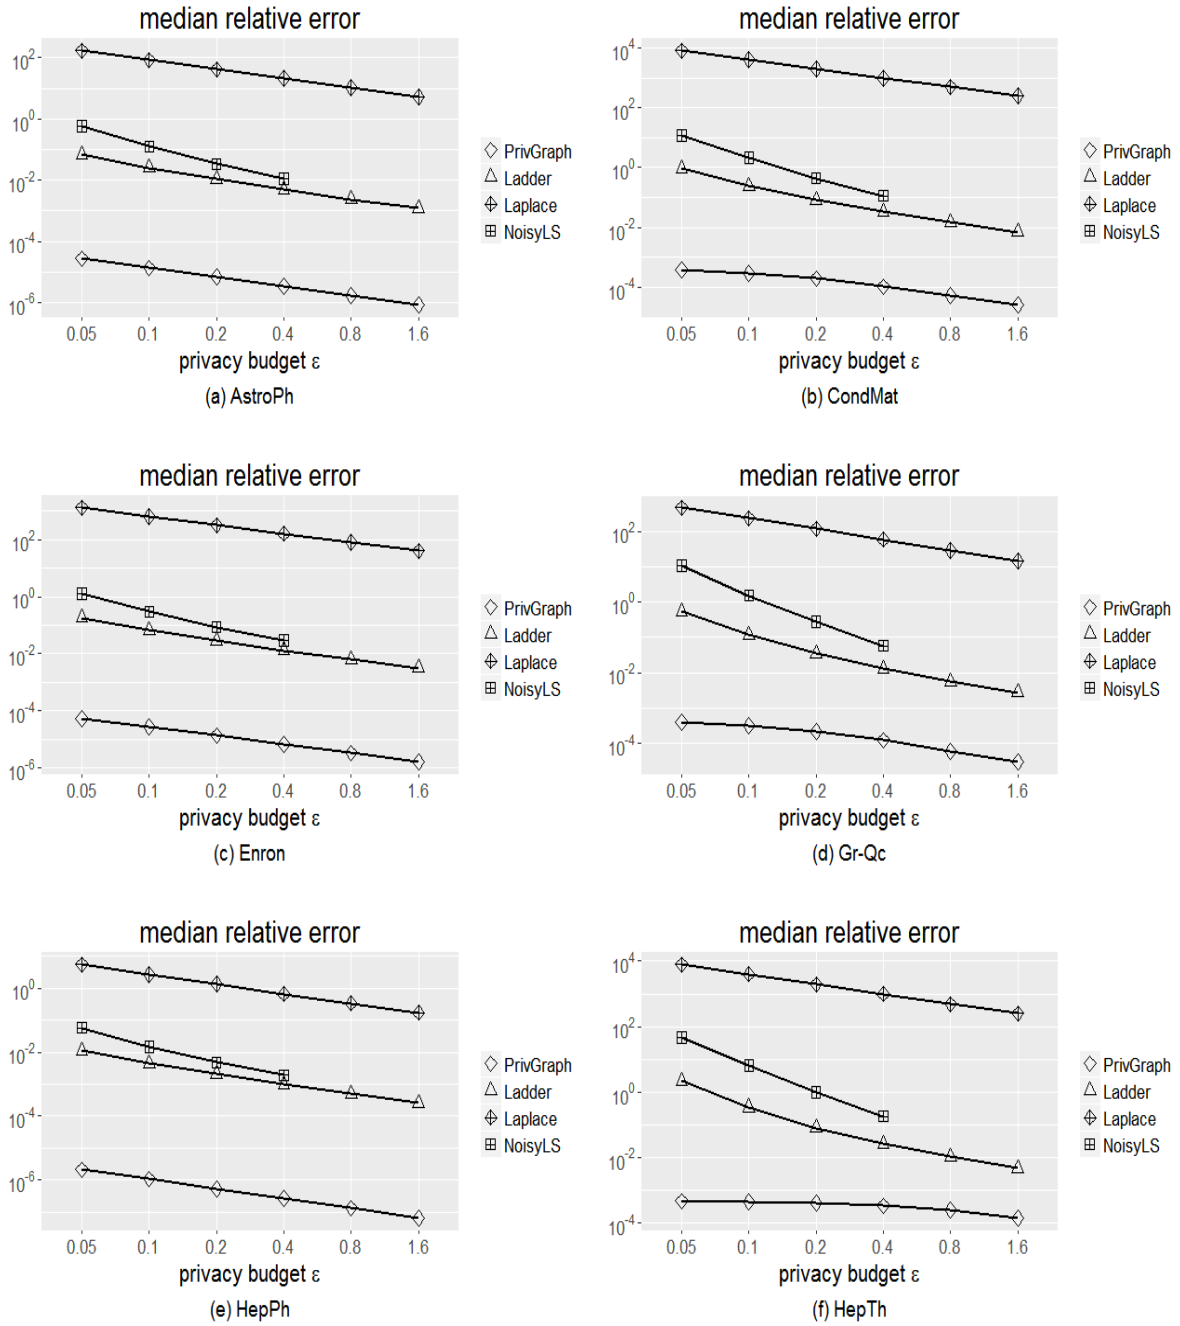 median relative error
10^2
10^0
10^-2
10^-4
10^-6
0.05 0.1 0.2 0.4 0.8 1.6
privacy budget ε
(a) AstroPh
PrivGraph
Ladder
Laplace
NoisyLS
median relative error
10^4
10^2
10^0
10^-2
10^-4
0.05 0.1 0.2 0.4 0.8 1.6
privacy budget ε
(b) CondMat
PrivGraph
Ladder
Laplace
NoisyLS
median relative error
10^2
10^0
10^-2
10^-4
10^-6
0.05 0.1 0.2 0.4 0.8 1.6
privacy budget ε
(c) Enron
PrivGraph
Ladder
Laplace
NoisyLS
median relative error
10^2
10^0
10^-2
10^-4
0.05 0.1 0.2 0.4 0.8 1.6
privacy budget ε
(d) Gr-Qc
PrivGraph
Ladder
Laplace
NoisyLS
median relative error
10^0
10^-2
10^-4
10^-6
0.05 0.1 0.2 0.4 0.8 1.6
privacy budget ε
(e) HepPh
PrivGraph
Ladder
Laplace
NoisyLS
median relative error
10^4
10^2
10^0
10^-2
10^-4
0.05 0.1 0.2 0.4 0.8 1.6
privacy budget ε
(f) HepTh
PrivGraph
Ladder
Laplace
NoisyLS